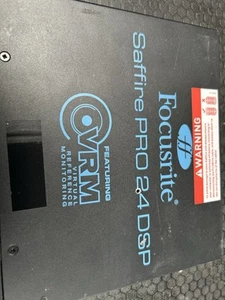 Focusrite®
Saffire PRO 24 DSP
FEATURING
VRM
VIRTUAL
REFERENCE
MONITORING
WARNING